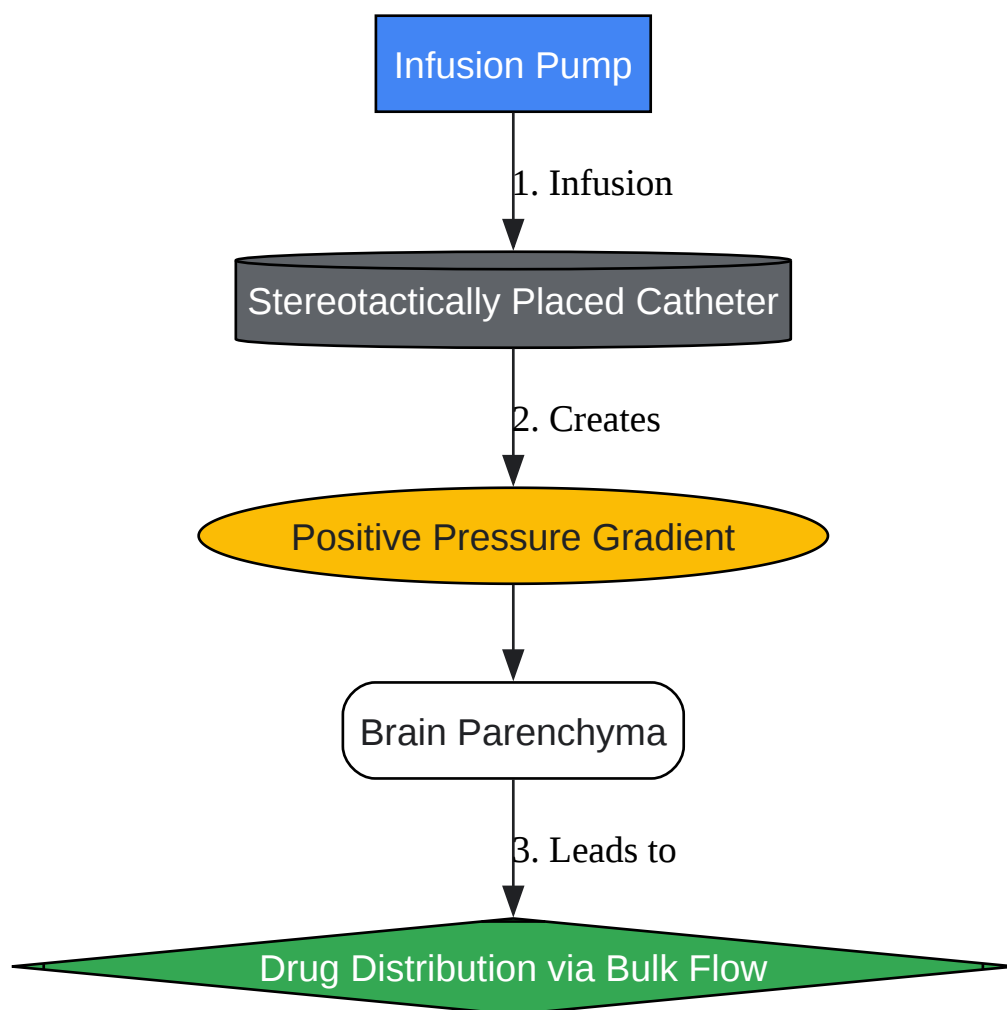 Infusion Pump
1. Infusion
Stereotactically Placed Catheter
2. Creates
Positive Pressure Gradient
Brain Parenchyma
3. Leads to
Drug Distribution via Bulk Flow